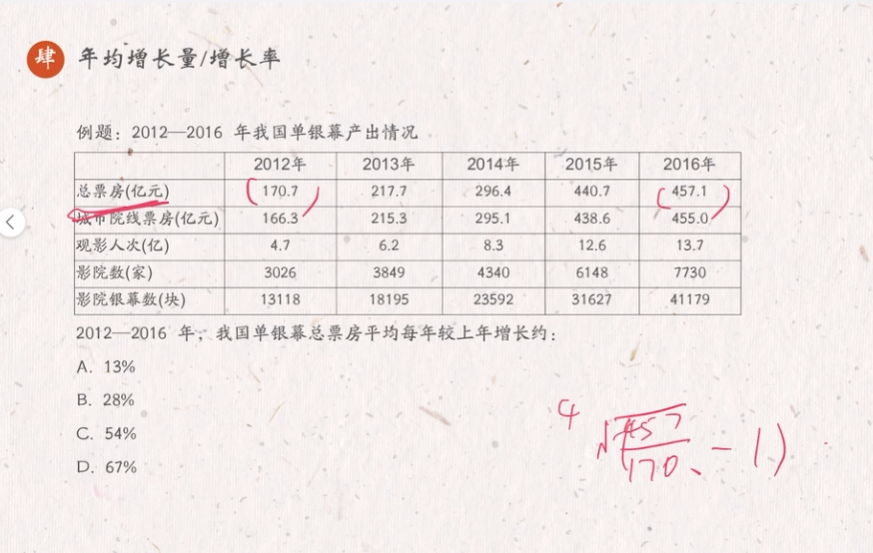 肆 年均增长量/增长率
例题：2012—2016 年我国单银幕产出情况
2012年 2013年 2014年 2015年 2016年
总票房(亿元) 170.7 217.7 296.4 440.7 457.1
城市院线票房(亿元) 166.3 215.3 295.1 438.6 455.0
观影人次(亿) 4.7 6.2 8.3 12.6 13.7
影院数(家) 3026 3849 4340 6148 7730
影院银幕数(块) 13118 18195 23592 31627 41179
2012—2016 年，我国单银幕总票房平均每年较上年增长约：
A. 13%
B. 28%
C. 54%
D. 67%
4 √457
170 - 1)